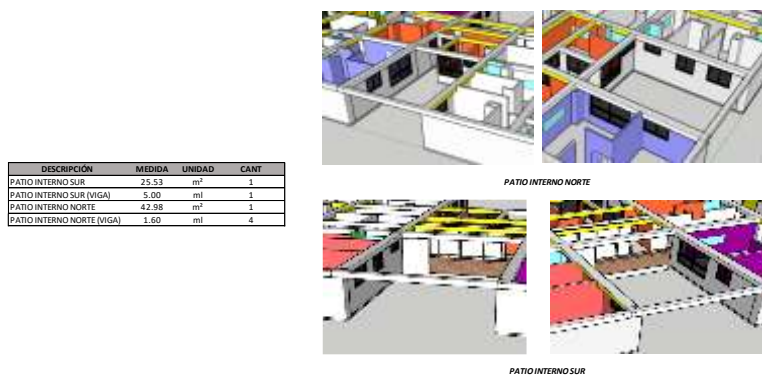 DESCRIPCIÓN MEDIDA UNIDAD CANT
PATIO INTERNO SUR 25.53 m² 1
PATIO INTERNO SUR (VIGA) 5.00 ml 1
PATIO INTERNO NORTE 42.98 m² 1
PATIO INTERNO NORTE (VIGA) 1.60 ml 4
PATIO INTERNO NORTE
PATIO INTERNO SUR